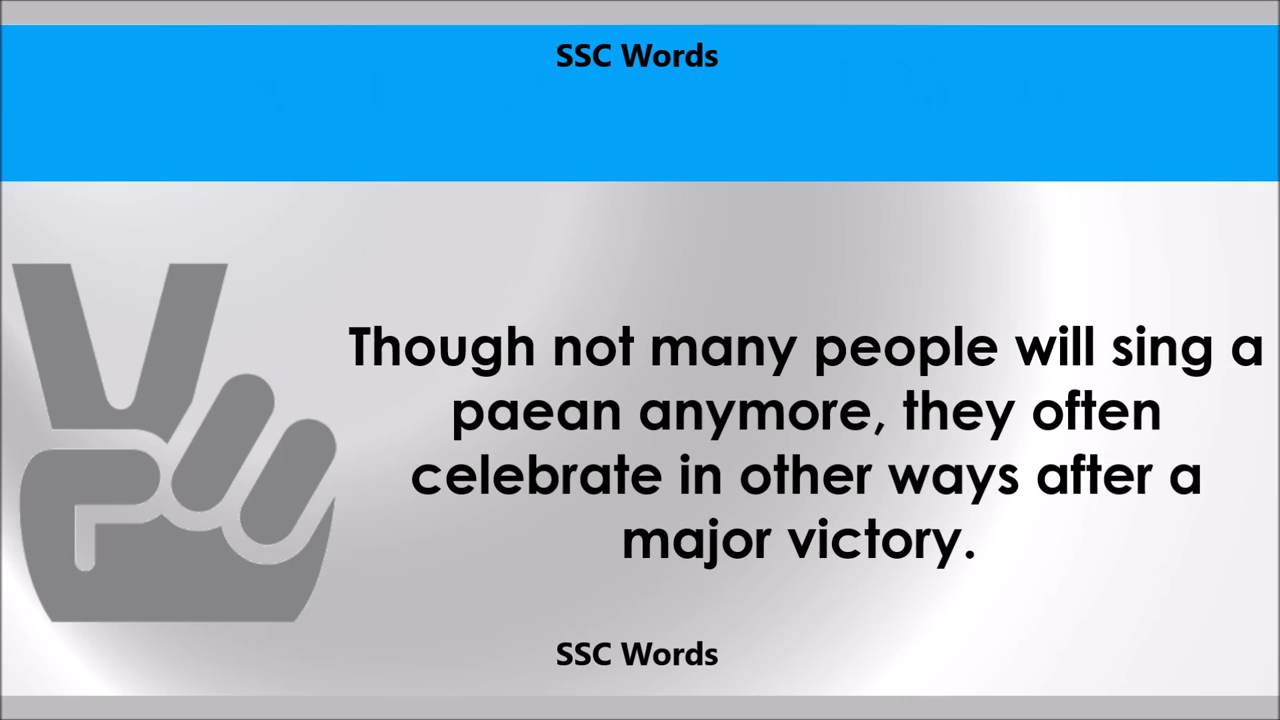 SSC Words
Though not many people will sing a
paean anymore, they often
celebrate in other ways after a
major victory.
SSC Words